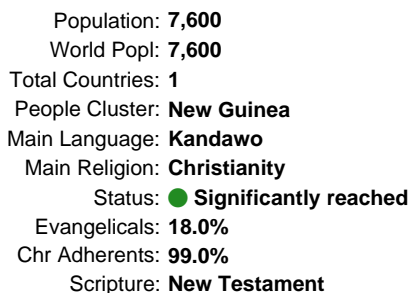 Population: 7,600
World Popl: 7,600
Total Countries: 1
People Cluster: New Guinea
Main Language: Kandawo
Main Religion: Christianity
Status: Significantly reached
Evangelicals: 18.0%
Chr Adherents: 99.0%
Scripture: New Testament